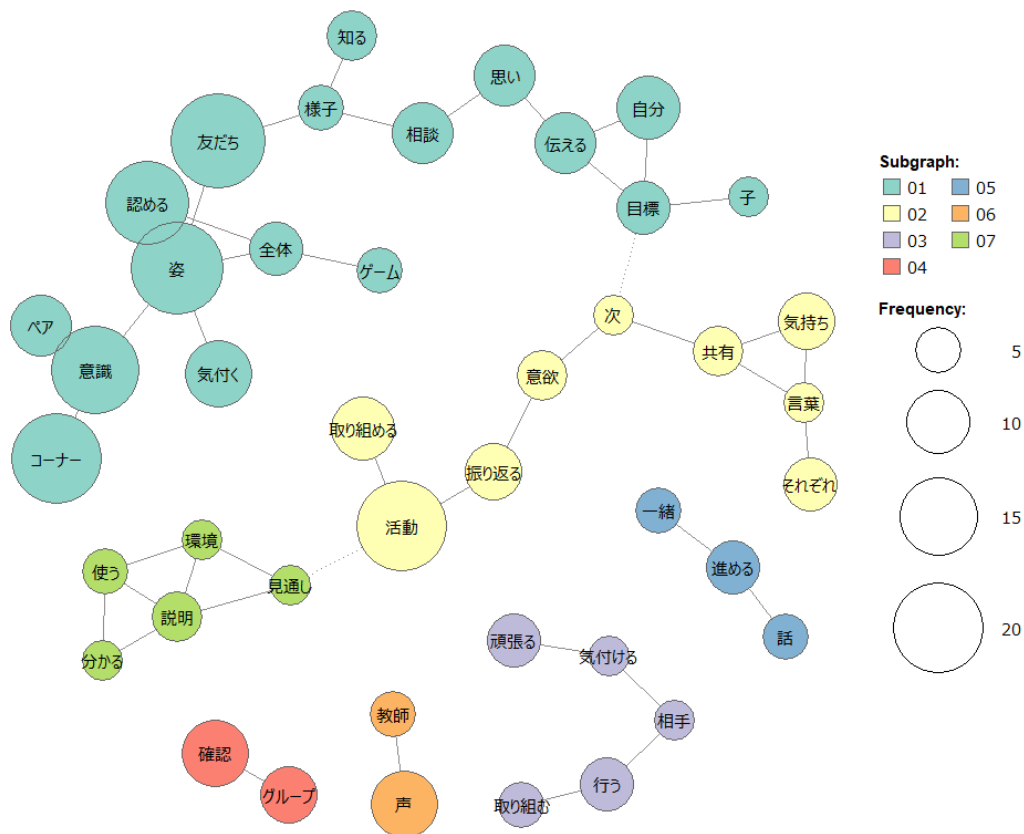 知る
思い
様子
自分
相談
友だち
伝える
認める
子
目標
全体
姿
ゲーム
次
気持ち
ペア
共有
意識
気付く
意欲
言葉
取り組める
コーナー
振り返る
それぞれ
一緒
活動
環境
進める
使う
見通し
説明
話
頑張る
気付ける
分かる
教師
相手
確認
行う
グループ
声
取り組む
Subgraph:
01 05
02 06
03 07
04
Frequency:
5
10
15
20